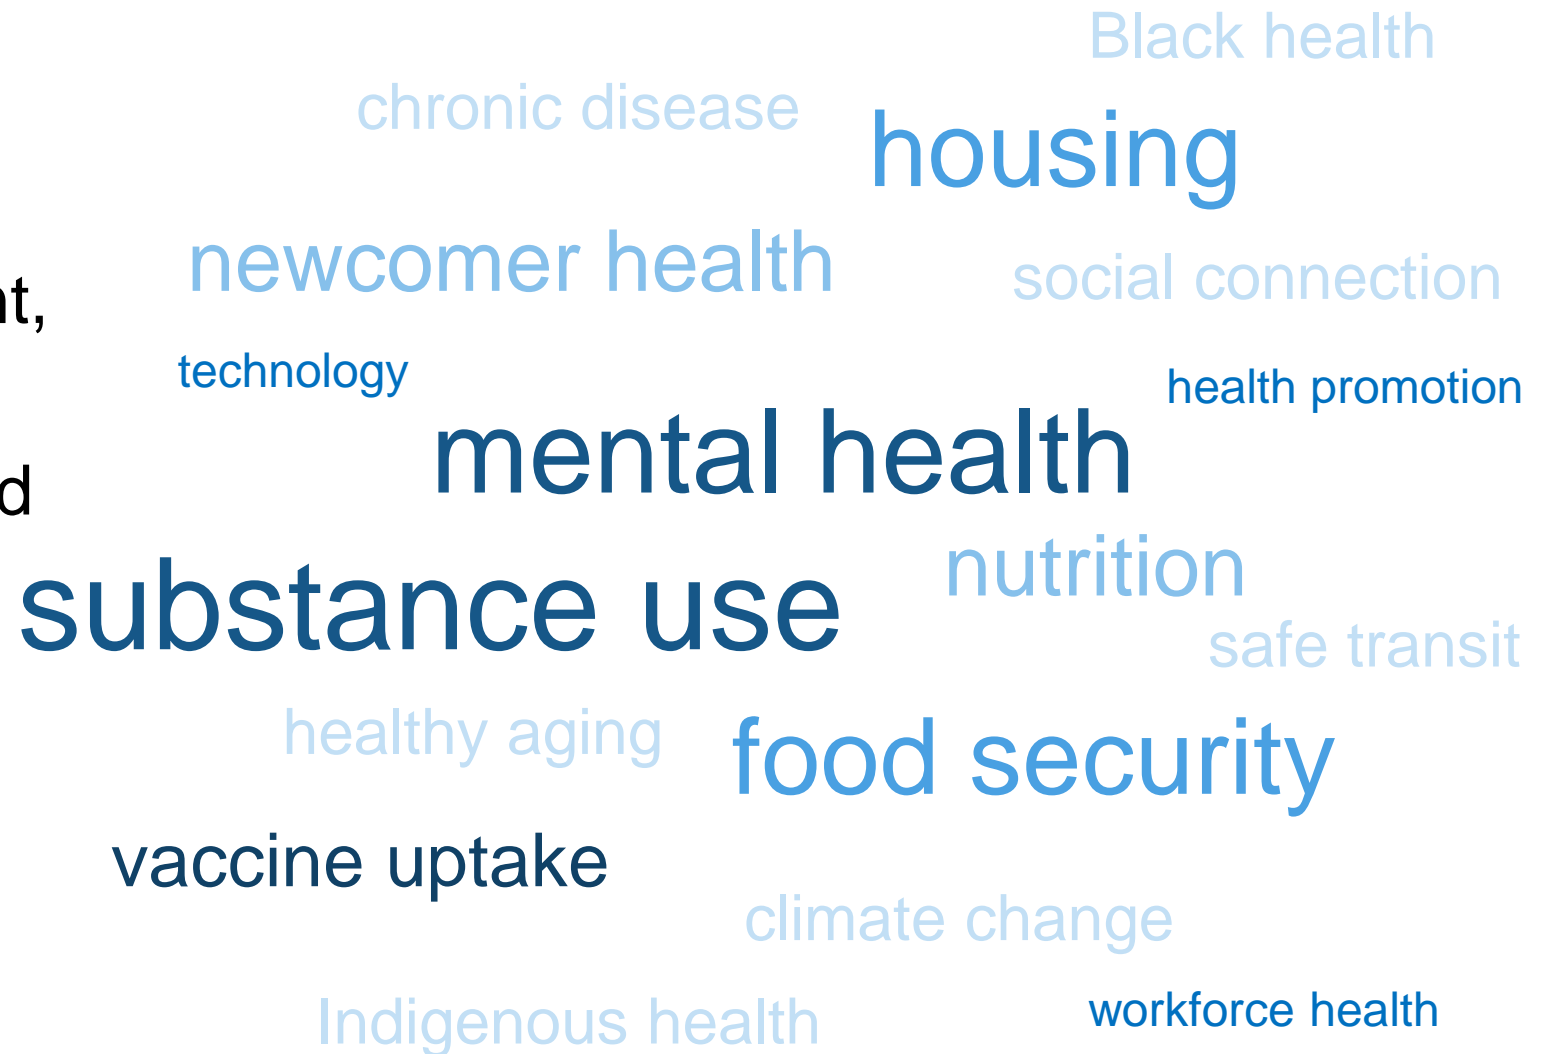 Black health
chronic disease
housing
newcomer health
social connection
nt,
technology
health promotion
mental health
d
substance use
nutrition
safe transit
healthy aging
food security
vaccine uptake
climate change
Indigenous health
workforce health